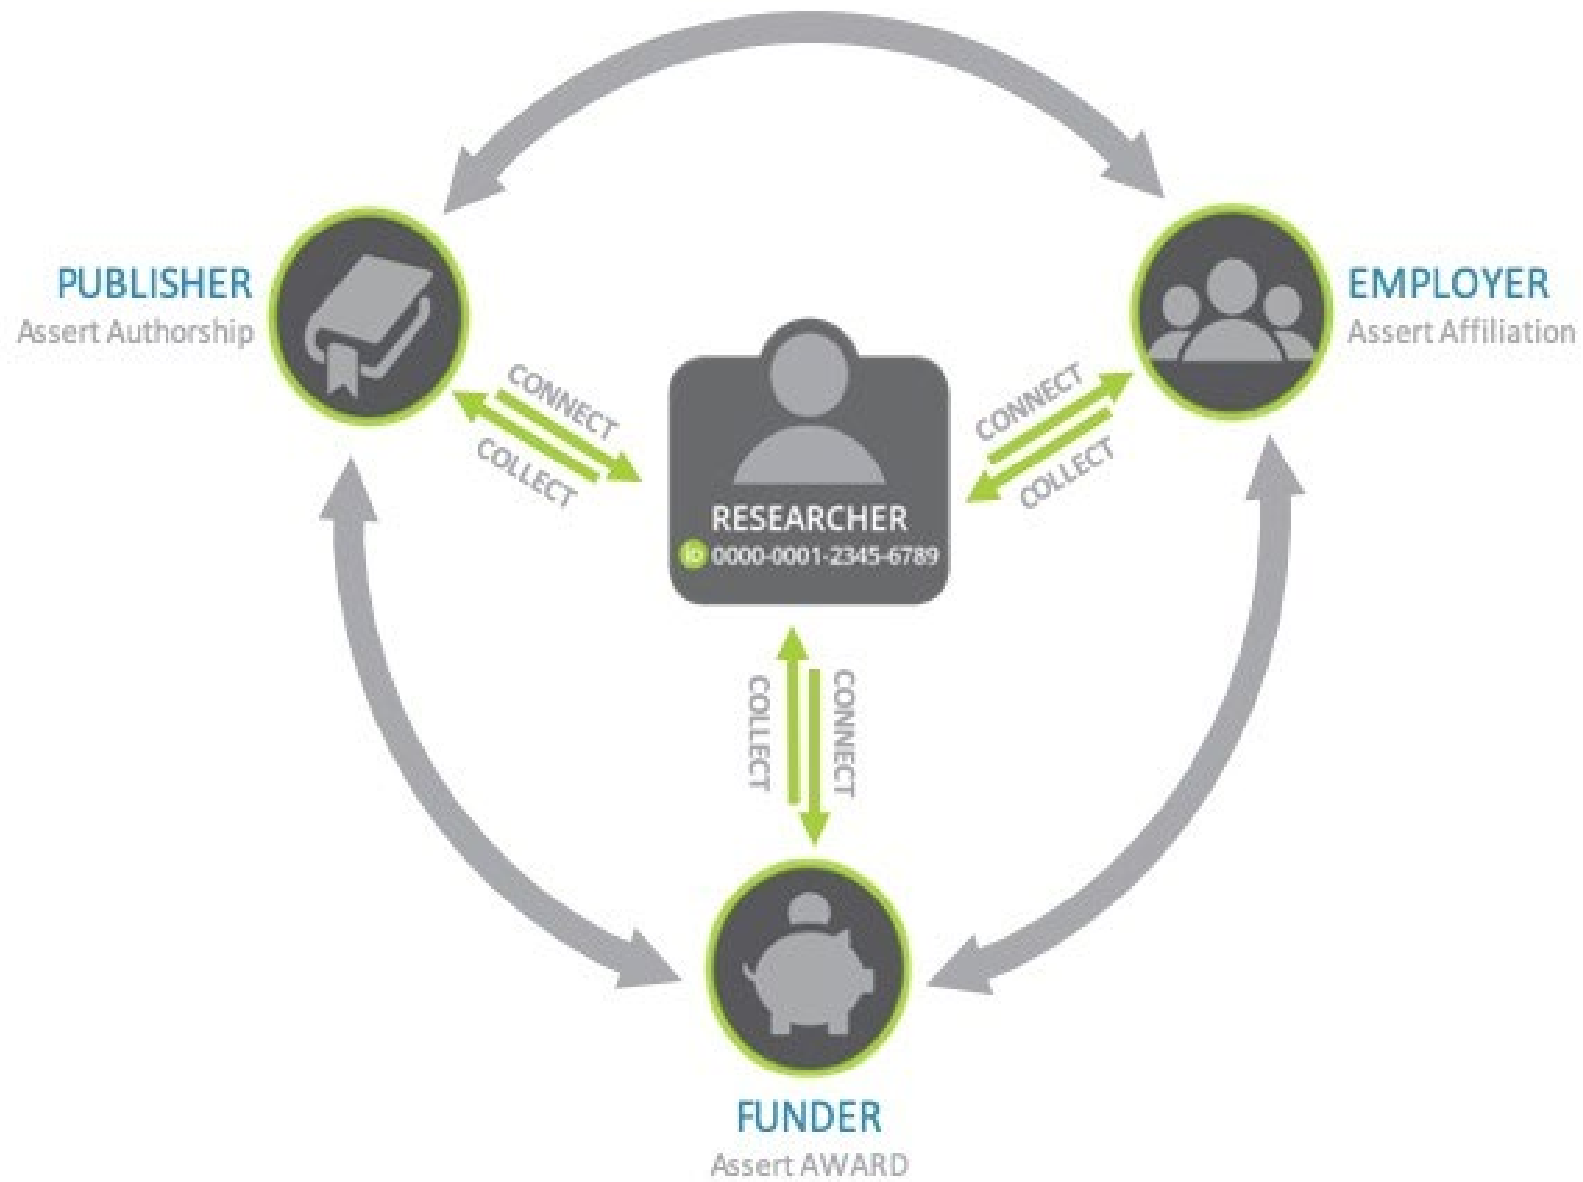 PUBLISHER
Assert Authorship
EMPLOYER
Assert Affiliation
CONNECT
COLLECT
CONNECT
COLLECT
RESEARCHER
iD 0000-0001-2345-6789
COLLECT
CONNECT
FUNDER
Assert AWARD